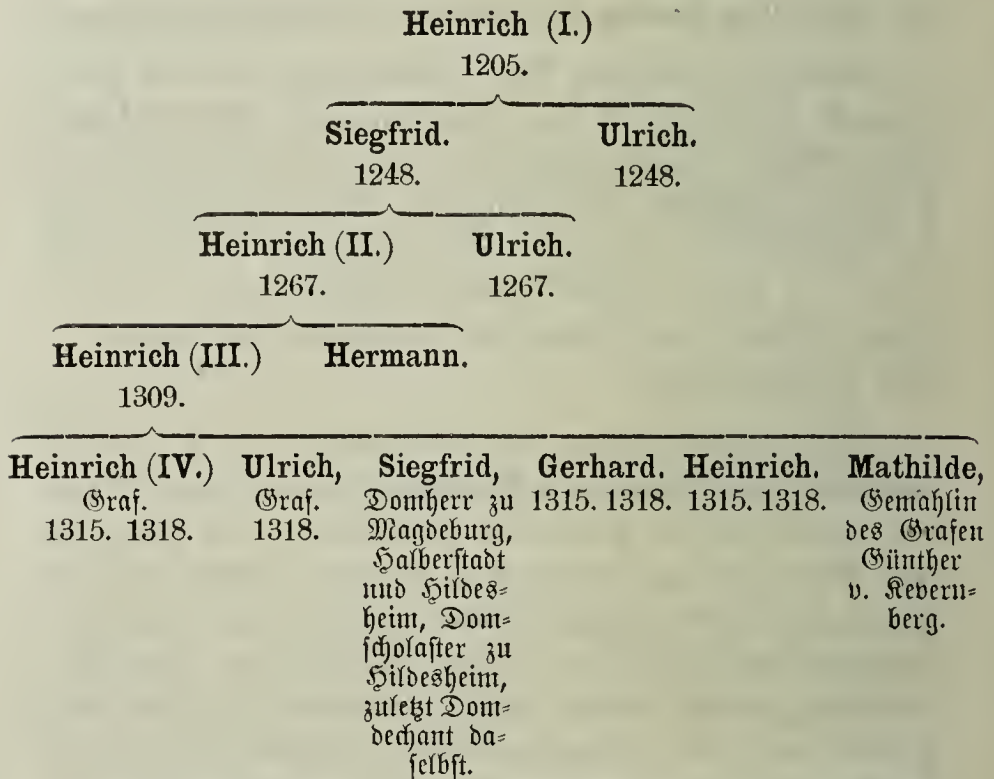 Heinrich (I.)
1205.
Siegfrid. Ulrich.
1248. 1248.
Heinrich (II.) Ulrich.
1267. 1267.
Heinrich (III.) Hermann.
1309.
Heinrich (IV.) Ulrich, Siegfrid, Gerhard. Heinrich. Mathilde,
Graf. Graf. Domherr zu 1315. 1318. 1315. 1318. Gemahlin
1315. 1318. 1318. Magdeburg, des Grafen
Halberstadt Günther
und Hildes- v. Kevern-
heim, Dom- berg.
scholaster zu
Hildesheim,
zuletzt Dom-
dechant da-
selbst.